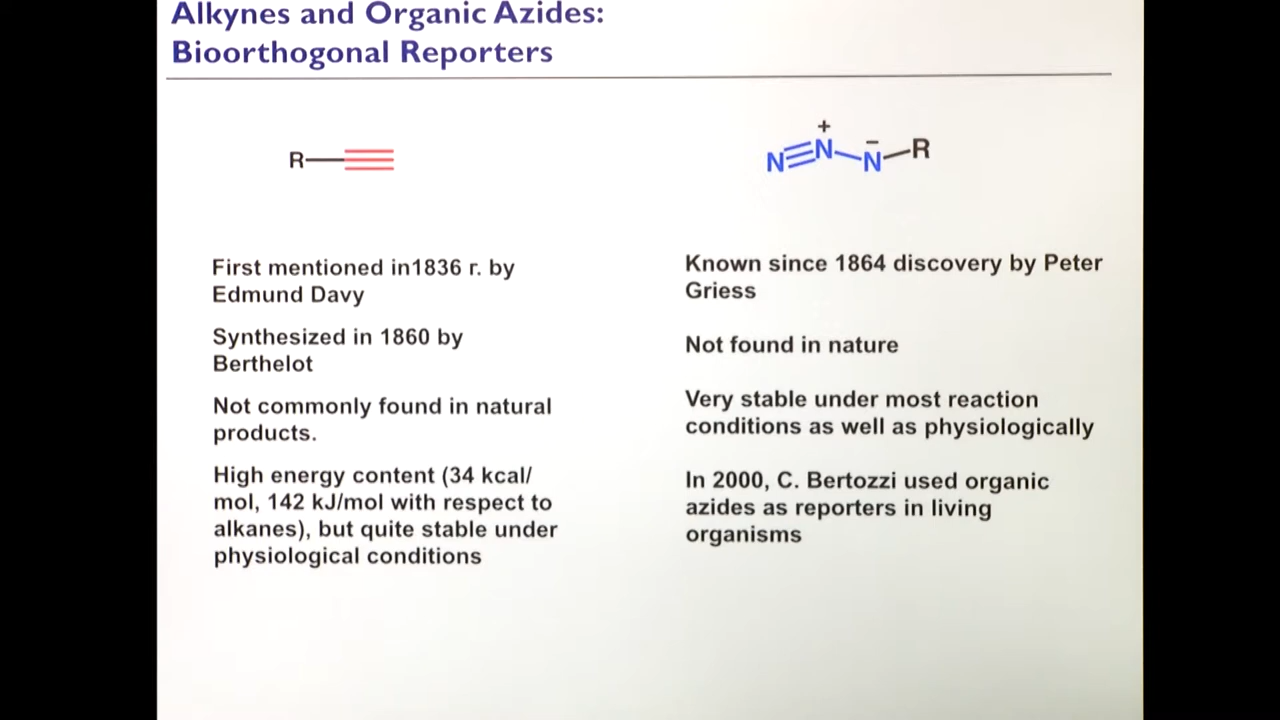 Alkynes and Organic Azides:
Bioorthogonal Reporters
R
N N + N − R
First mentioned in1836 r. by
Edmund Davy
Synthesized in 1860 by
Berthelot
Not commonly found in natural
products.
High energy content (34 kcal/
mol, 142 kJ/mol with respect to
alkanes), but quite stable under
physiological conditions
Known since 1864 discovery by Peter
Griess
Not found in nature
Very stable under most reaction
conditions as well as physiologically
In 2000, C. Bertozzi used organic
azides as reporters in living
organisms